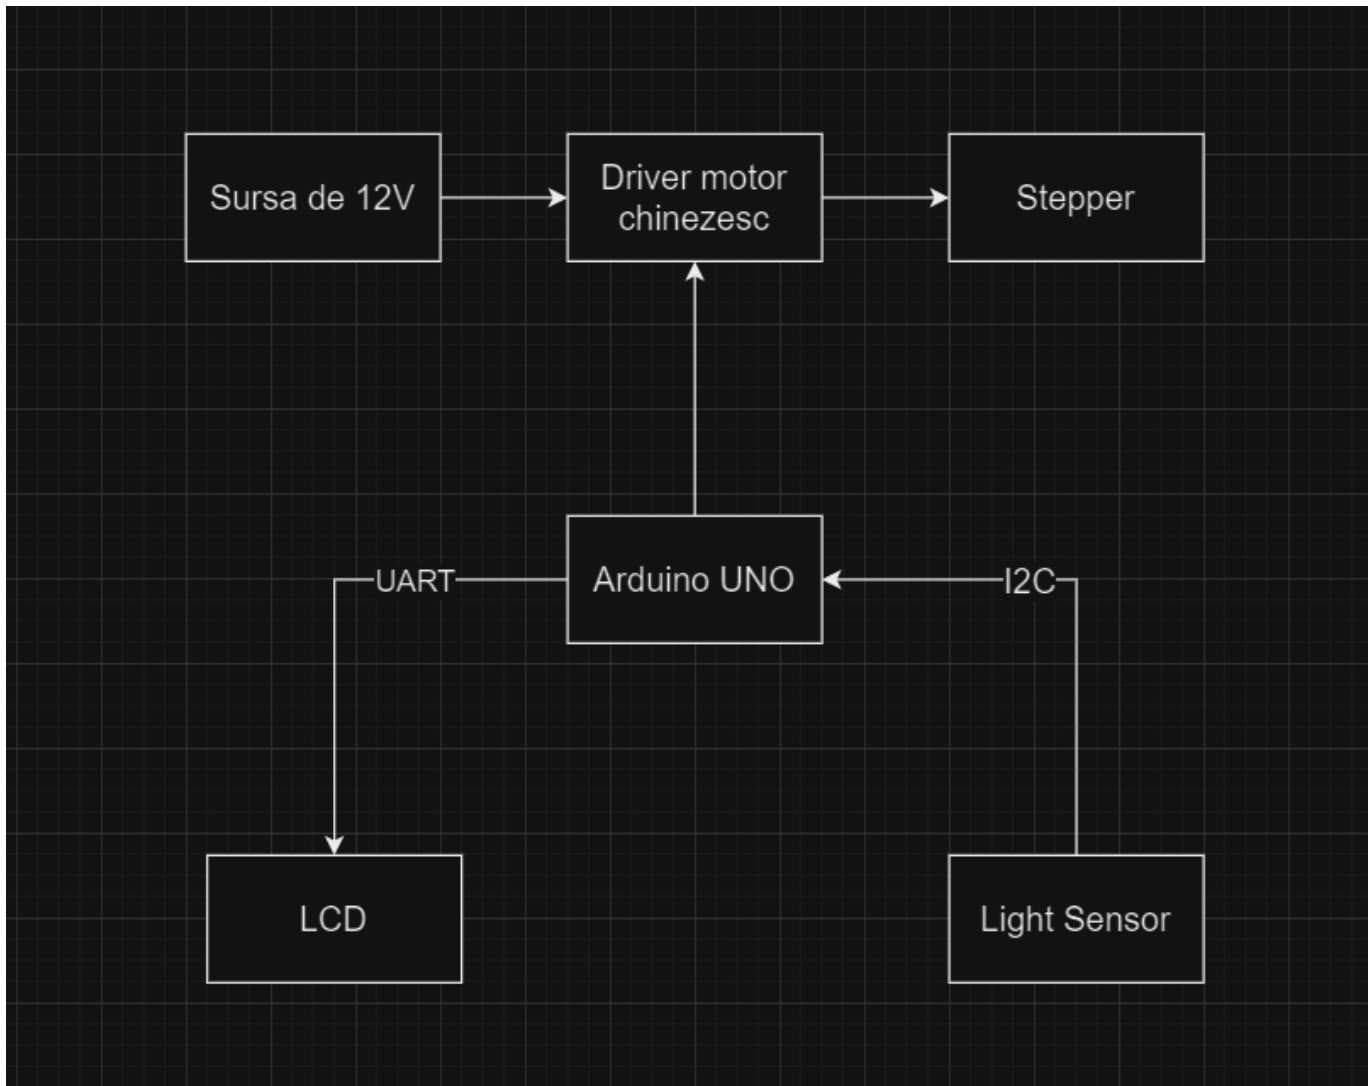 Sursa de 12V
Driver motor
chinezesc
Stepper
UART
Arduino UNO
I2C
LCD
Light Sensor